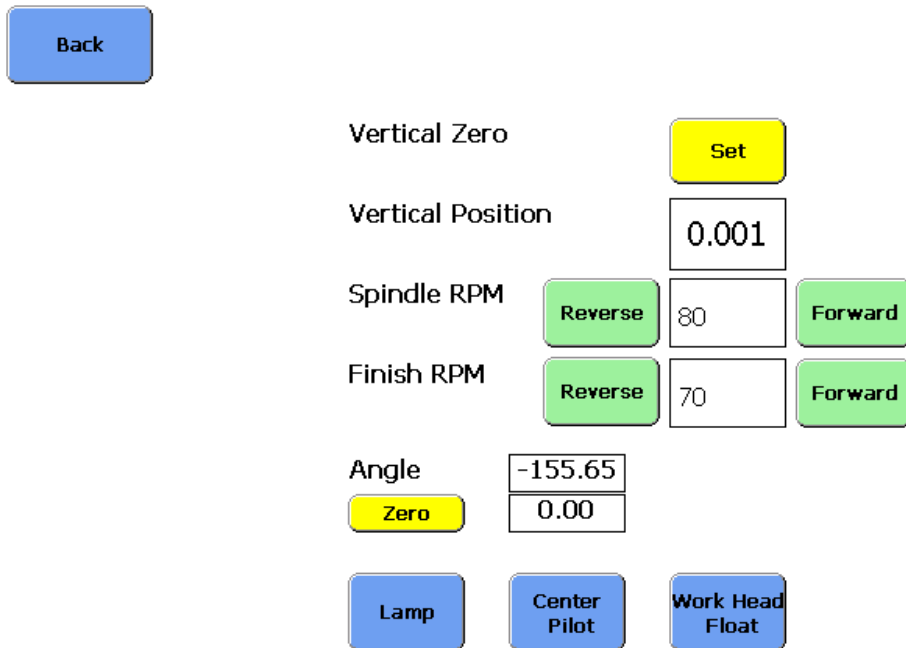 Back
Vertical Zero
Set
Vertical Position
0.001
Spindle RPM
Reverse
80
Forward
Finish RPM
Reverse
70
Forward
Angle
-155.65
Zero
0.00
Lamp
Center
Pilot
Work Head
Float